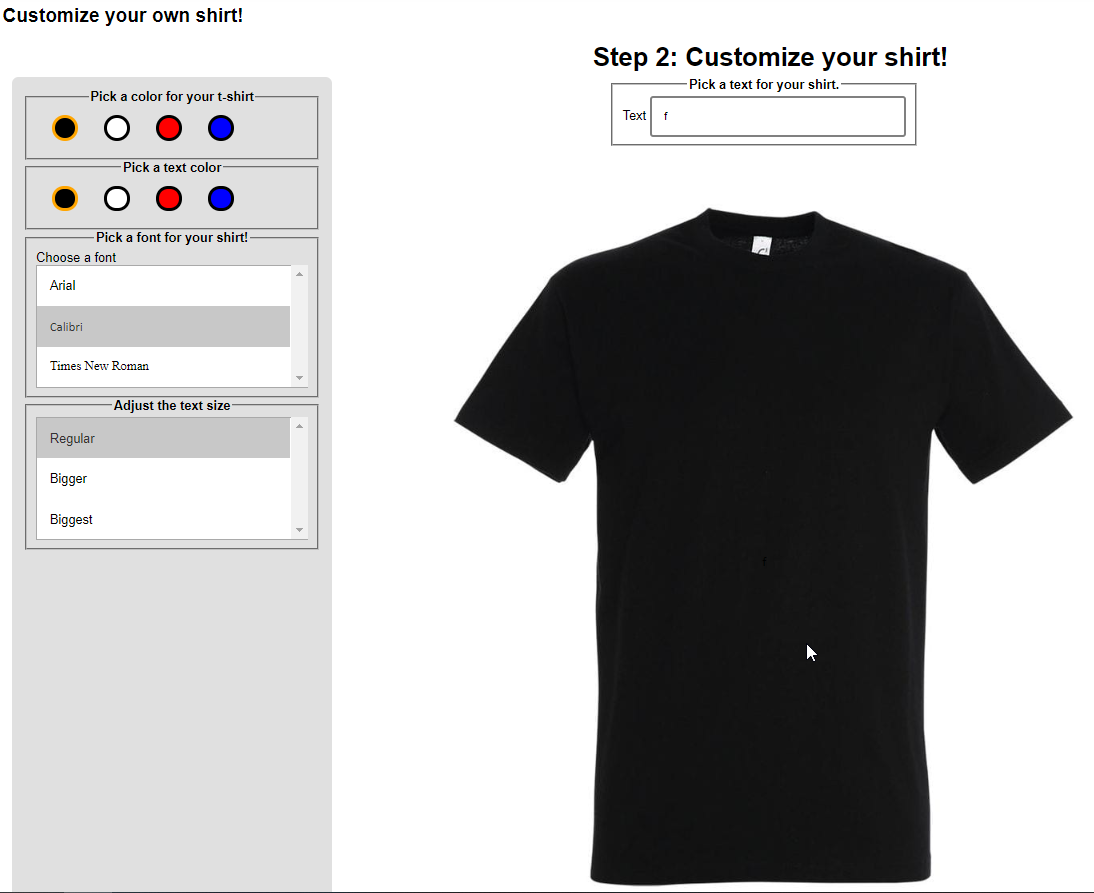 Customize your own shirt!
Step 2: Customize your shirt!
Pick a text for your shirt.
Text f
Pick a color for your t-shirt
Pick a text color
Pick a font for your shirt!
Choose a font
Arial
Calibri
Times New Roman
Adjust the text size
Regular
Bigger
Biggest
f